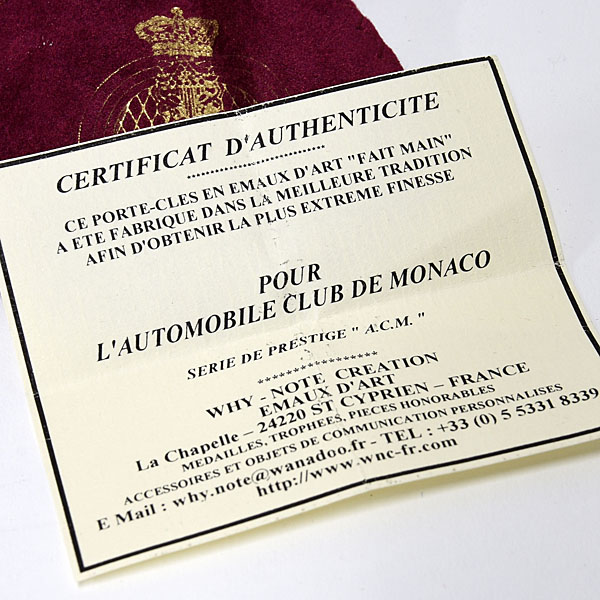 CERTIFICAT D'AUTHENTICITE
CE PORTE-CLES EN EMAUX D'ART "FAIT MAIN"
A ETE FABRIQUE DANS LA MEILLEURE TRADITION
AFIN D'OBTENIR LA PLUS EXTREME FINESSE
POUR
L'AUTOMOBILE CLUB DE MONACO
SERIE DE PRESTIGE " A.C.M. "
*****************
WHY - NOTE CREATION
EMAUX D'ART
La Chapelle – 24220 ST CYPRIEN – FRANCE
MEDAILLES, TROPHEES, PIECES HONORABLES
ACCESSOIRES ET OBJETS DE COMMUNICATION PERSONNALISES
E Mail : why.note@wanadoo.fr - TEL : +33 (0) 5 5331 8339
http://www.wnc-fr.com